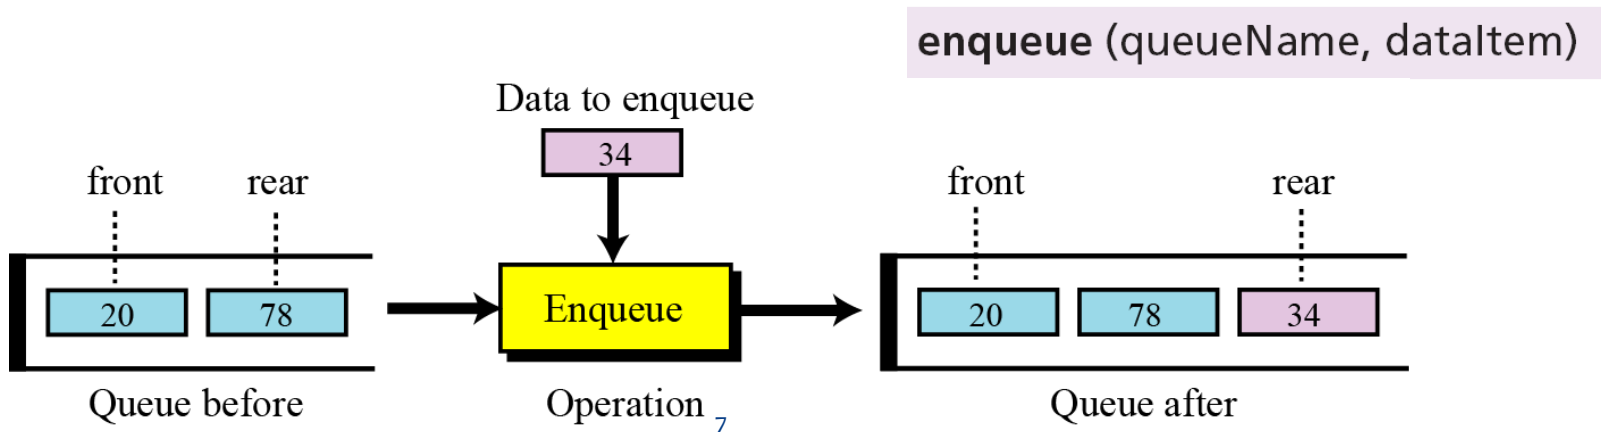 enqueue (queueName, dataItem)
Data to enqueue
34
front rear
20 78
Enqueue
front rear
20 78 34
Queue before
Operation
7
Queue after